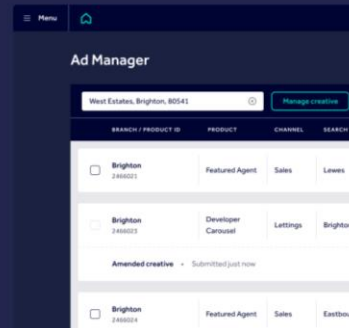 Menu
Ad Manager
West Estates, Brighton, 80541
Manage creative
BRANCH / PRODUCT ID PRODUCT CHANNEL SEARCH
Brighton
2466021
Featured Agent
Sales
Lewes
Brighton
2466023
Developer
Carousel
Lettings
Brighto
Amended creative • Submitted just now
Brighton
2466024
Featured Agent
Sales
Eastbou